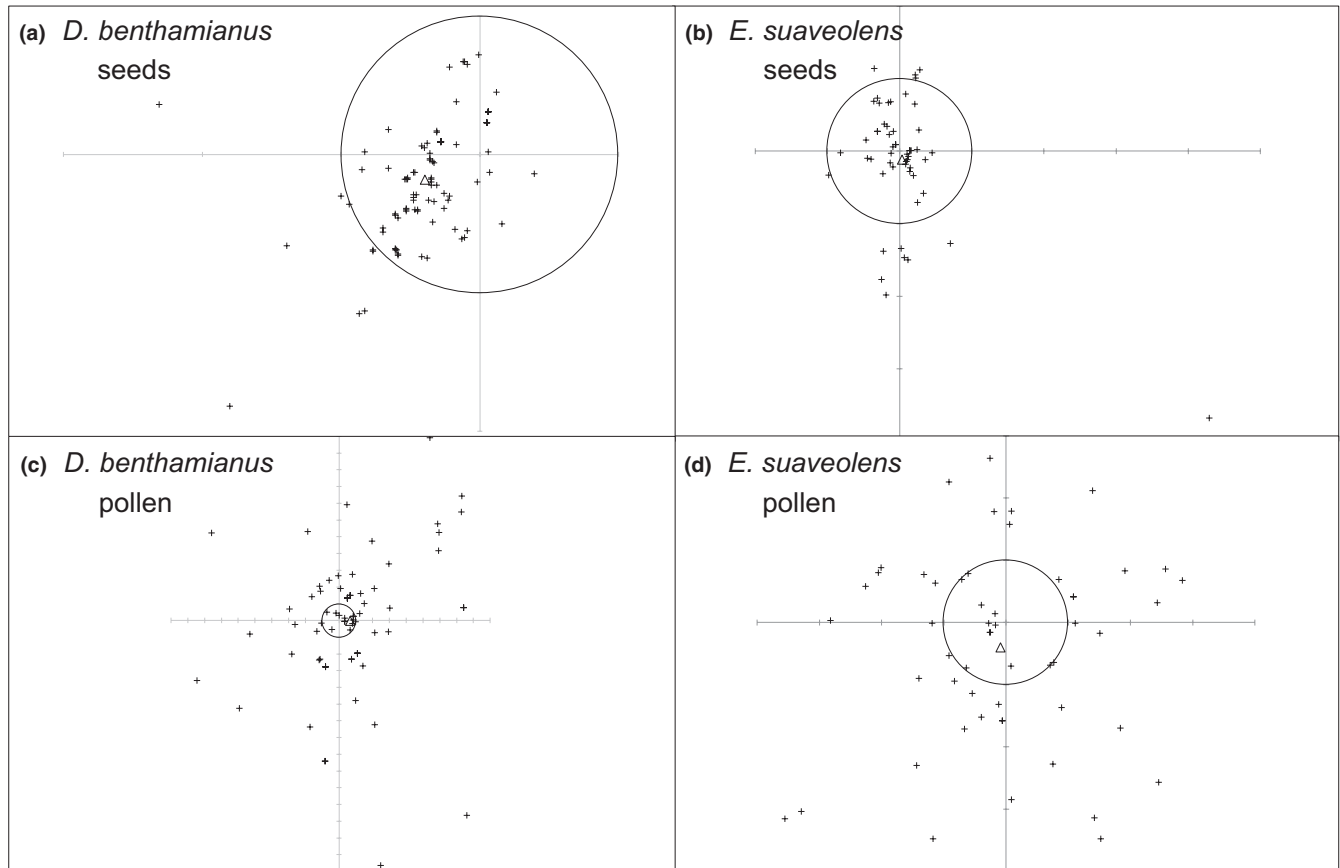 (a) D. benthamianus
seeds
(b) E. suaveolens
seeds
(c) D. benthamianus
pollen
(d) E. suaveolens
pollen